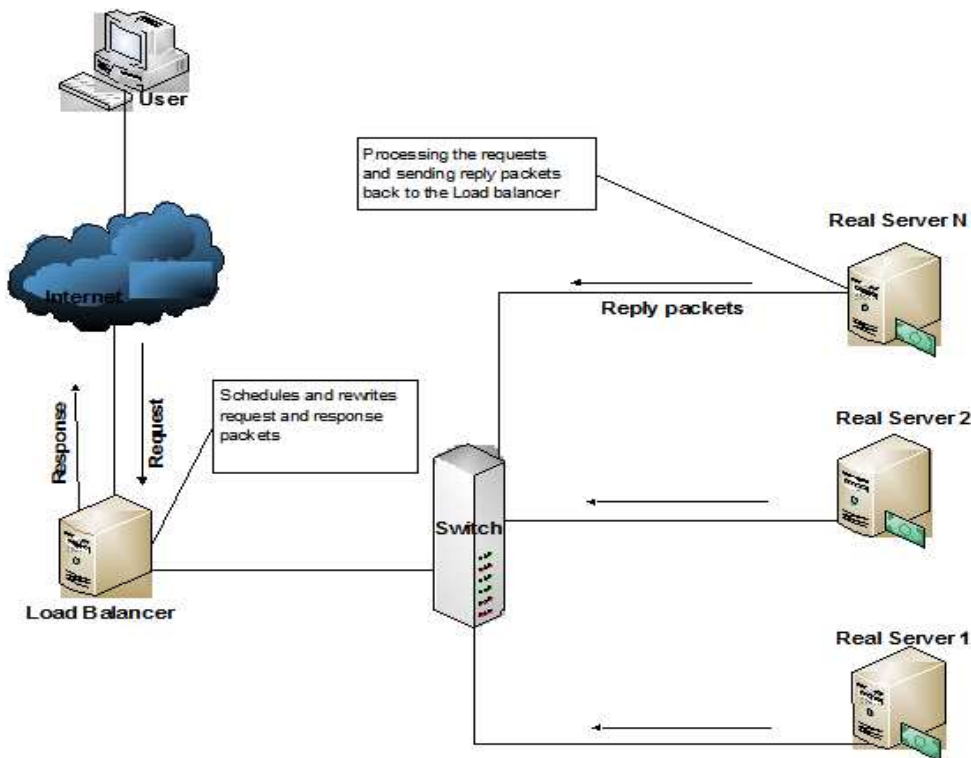 User
Processing the requests
and sending reply packets
back to the Load balancer
Real Server N
Internet
Reply packets
Schedules and rewrites
request and response
packets
Response
Request
Real Server 2
Switch
Load Balancer
Real Server 1